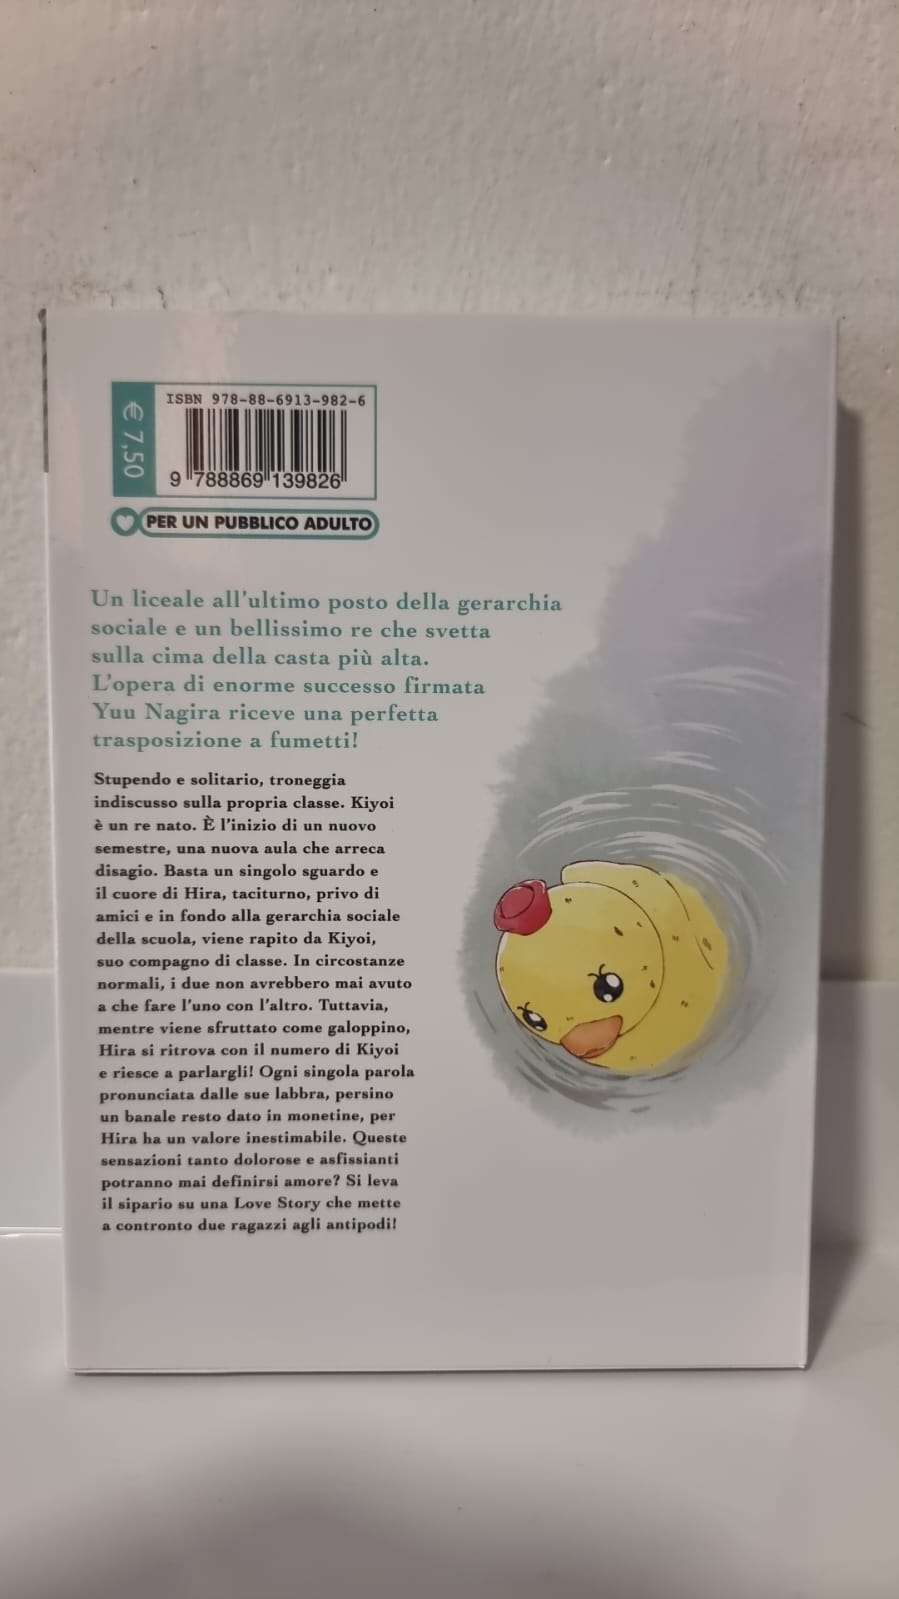 ISBN 978-88-6913-982-6
€ 7,50
9 788869 139826
PER UN PUBBLICO ADULTO
Un liceale all'ultimo posto della gerarchia
sociale e un bellissimo re che svetta
sulla cima della casta più alta.
L'opera di enorme successo firmata
Yuu Nagira riceve una perfetta
trasposizione a fumetti!
Stupendo e solitario, troneggia
indiscusso sulla propria classe. Kiyoi
è un re nato. È l'inizio di un nuovo
semestre, una nuova aula che arreca
disagio. Basta un singolo sguardo e
il cuore di Hira, taciturno, privo di
amici e in fondo alla gerarchia sociale
della scuola, viene rapito da Kiyoi,
suo compagno di classe. In circostanze
normali, i due non avrebbero mai avuto
a che fare l'uno con l'altro. Tuttavia,
mentre viene sfruttato come galoppino,
Hira si ritrova con il numero di Kiyoi
e riesce a parlargli! Ogni singola parola
pronunciata dalle sue labbra, persino
un banale resto dato in monetine, per
Hira ha un valore inestimabile. Queste
sensazioni tanto dolorose e asfissianti
potranno mai definirsi amore? Si leva
il sipario su una Love Story che mette
a contronto due ragazzi agli antipodi!